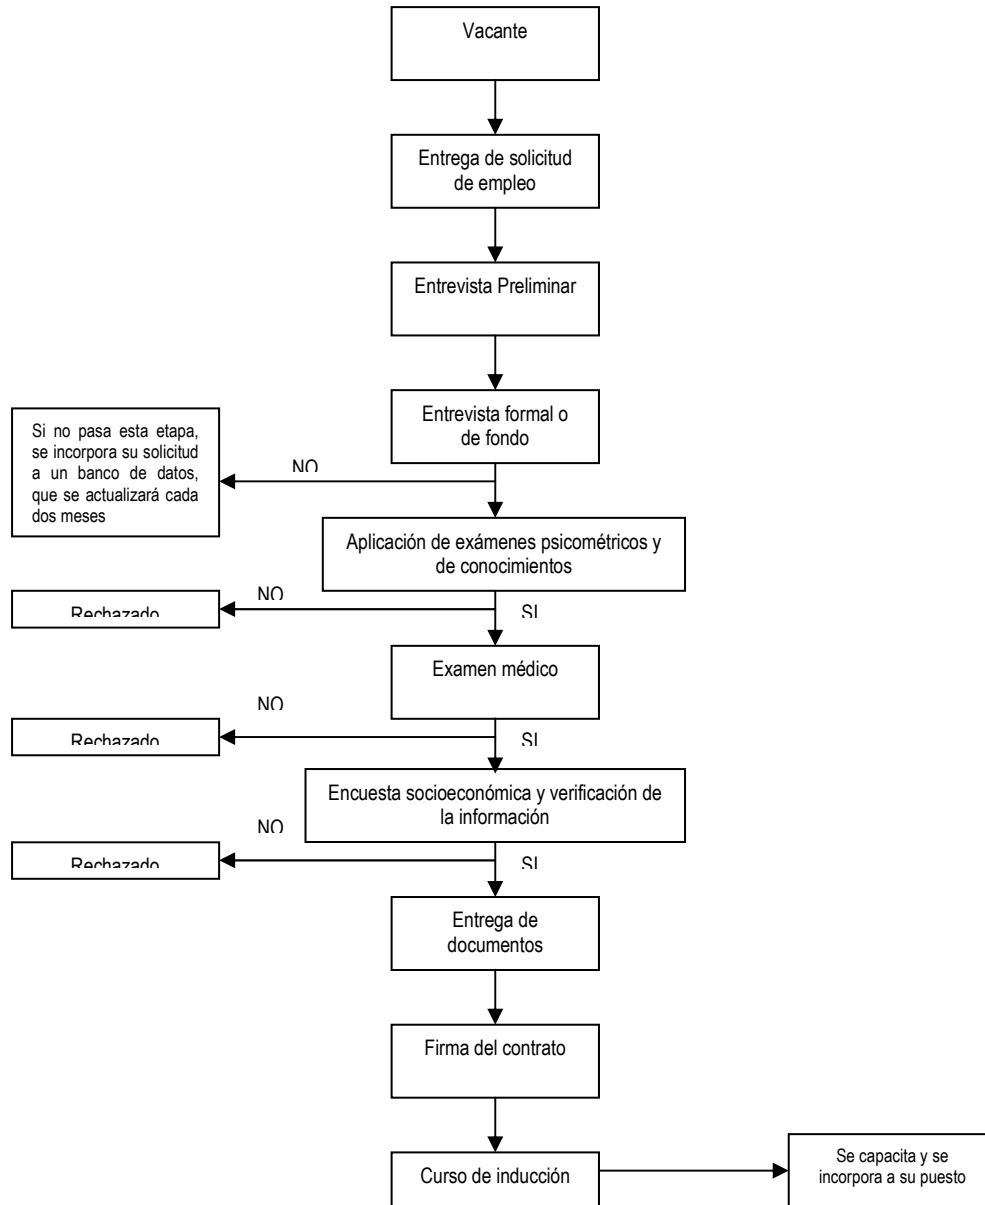 Vacante
Entrega de solicitud
de empleo
Entrevista Preliminar
Entrevista formal o
de fondo
Si no pasa esta etapa,
se incorpora su solicitud
a un banco de datos,
que se actualizará cada
dos meses
NO
Aplicación de exámenes psicométricos y
de conocimientos
NO
Rechazado
SI
Examen médico
NO
Rechazado
SI
Encuesta socioeconómica y verificación de
la información
NO
Rechazado
SI
Entrega de
documentos
Firma del contrato
Curso de inducción
Se capacita y se
incorpora a su puesto